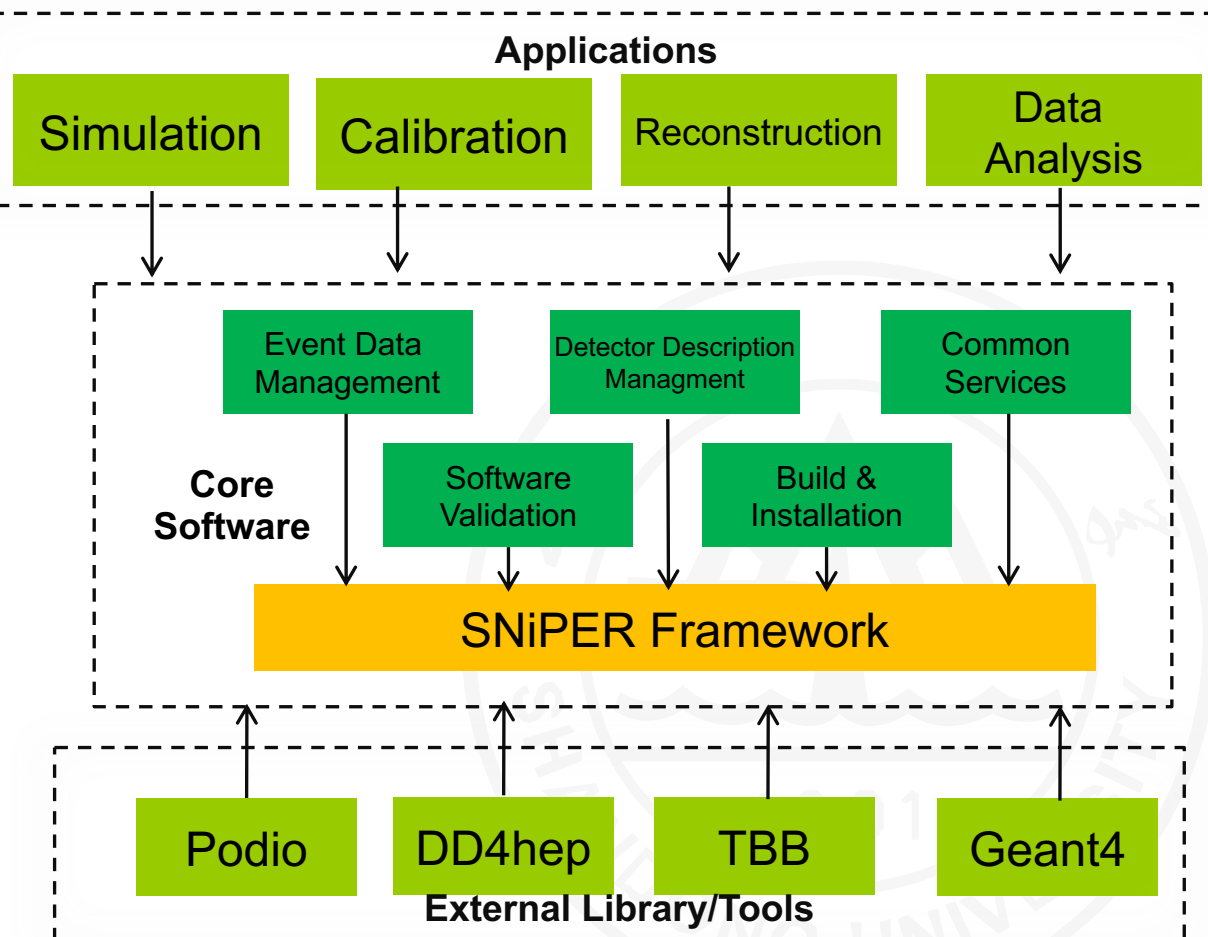 Applications
Simulation
Calibration
Reconstruction
Data
Analysis
Event Data
Management
Detector Description
Managment
Common
Services
Core
Software
Software
Validation
Build &
Installation
SNiPER Framework
Podio
DD4hep
TBB
Geant4
External Library/Tools